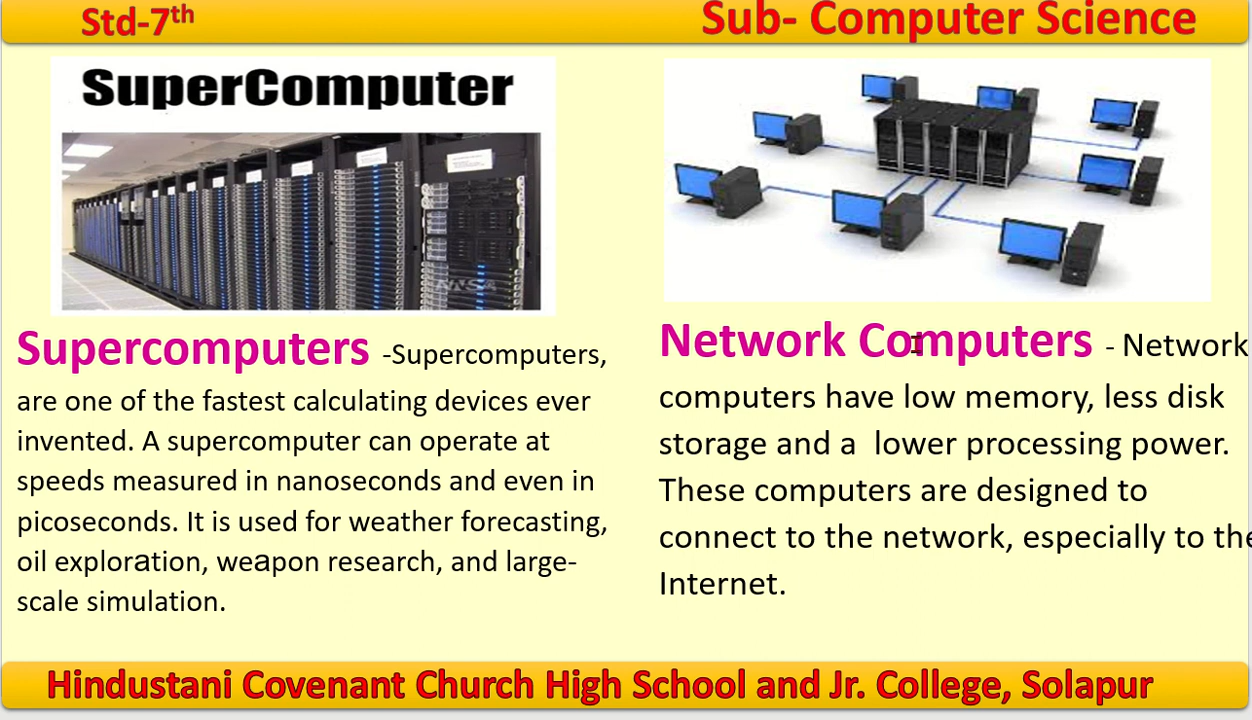 Std-7th
Sub- Computer Science
SuperComputer
Supercomputers -Supercomputers,
are one of the fastest calculating devices ever
invented. A supercomputer can operate at
speeds measured in nanoseconds and even in
picoseconds. It is used for weather forecasting,
oil exploration, weapon research, and large-
scale simulation.
Network Computers - Network
computers have low memory, less disk
storage and a lower processing power.
These computers are designed to
connect to the network, especially to the
Internet.
Hindustani Covenant Church High School and Jr. College, Solapur